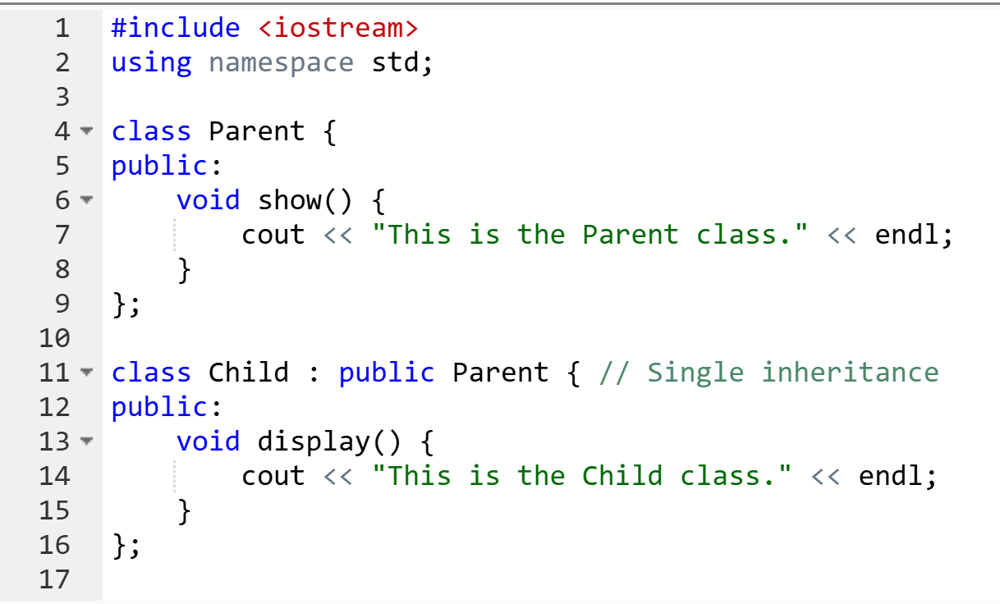 1 #include <iostream>
2 using namespace std;
3
4 class Parent {
5 public:
6     void show() {
7         cout << "This is the Parent class." << endl;
8     }
9 };
10
11 class Child : public Parent { // Single inheritance
12 public:
13     void display() {
14         cout << "This is the Child class." << endl;
15     }
16 };
17